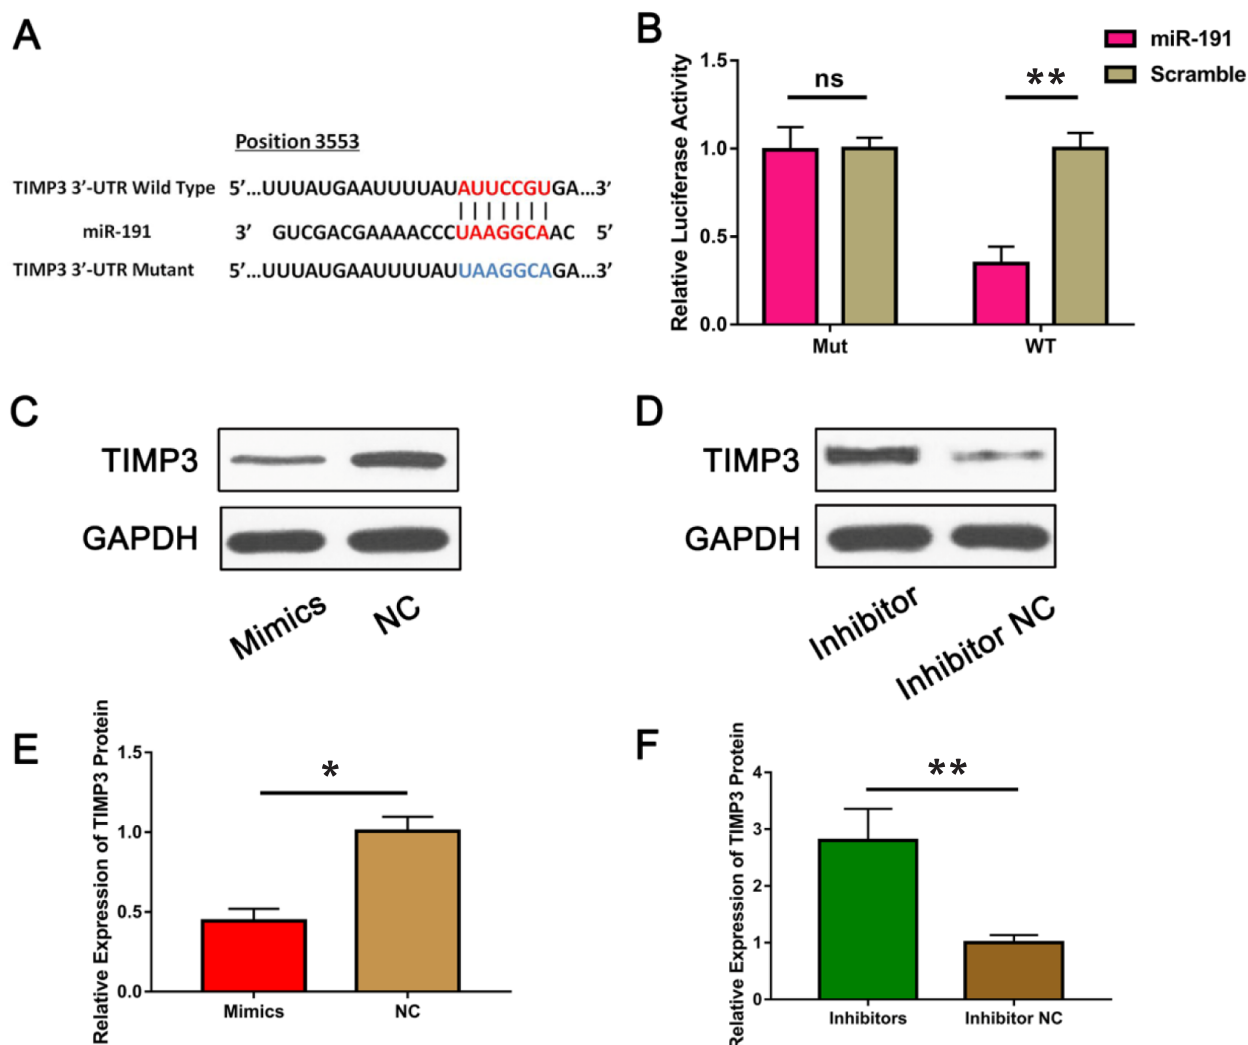 A
Position 3553
TIMP3 3’-UTR Wild Type 5’...UUUAUGAAUUUUAUAUUCCGUGA...3’
miR-191 3’ GUCGACGAAAACCCUAAGGCAAC 5’
TIMP3 3’-UTR Mutant 5’...UUUAUGAAUUUUAUUAAGGCAGA...3’
B
miR-191
Scramble
Relative Luciferase Activity
1.5
1.0
0.5
0.0
ns
**
Mut
WT
C
TIMP3
GAPDH
Mimics
NC
D
TIMP3
GAPDH
Inhibitor
Inhibitor NC
E
Relative Expression of TIMP3 Protein
1.5
1.0
0.5
0.0
*
Mimics
NC
F
Relative Expression of TIMP3 Protein
4
3
2
1
0
**
Inhibitors
Inhibitor NC